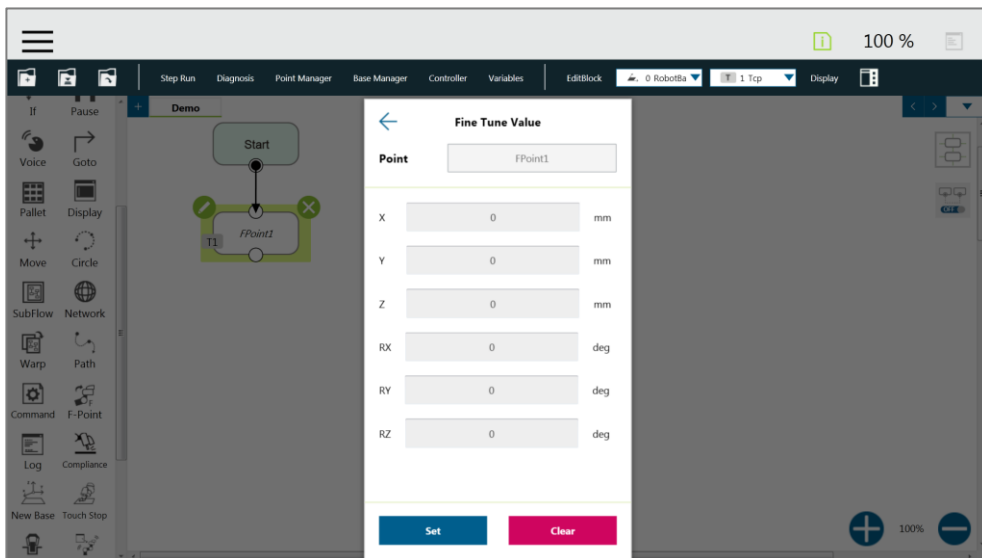 100 %
Step Run Diagnosis Point Manager Base Manager Controller Variables EditBlock 0 RobotBa T 1 Tcp Display
If Pause
Voice Goto
Pallet Display
Move Circle
SubFlow Network
Warp Path
Command F-Point
Log Compliance
New Base Touch Stop
+ Demo
Start
T1 FPoint1
OFF
Fine Tune Value
Point FPoint1
X 0 mm
Y 0 mm
Z 0 mm
RX 0 deg
RY 0 deg
RZ 0 deg
Set Clear
100%